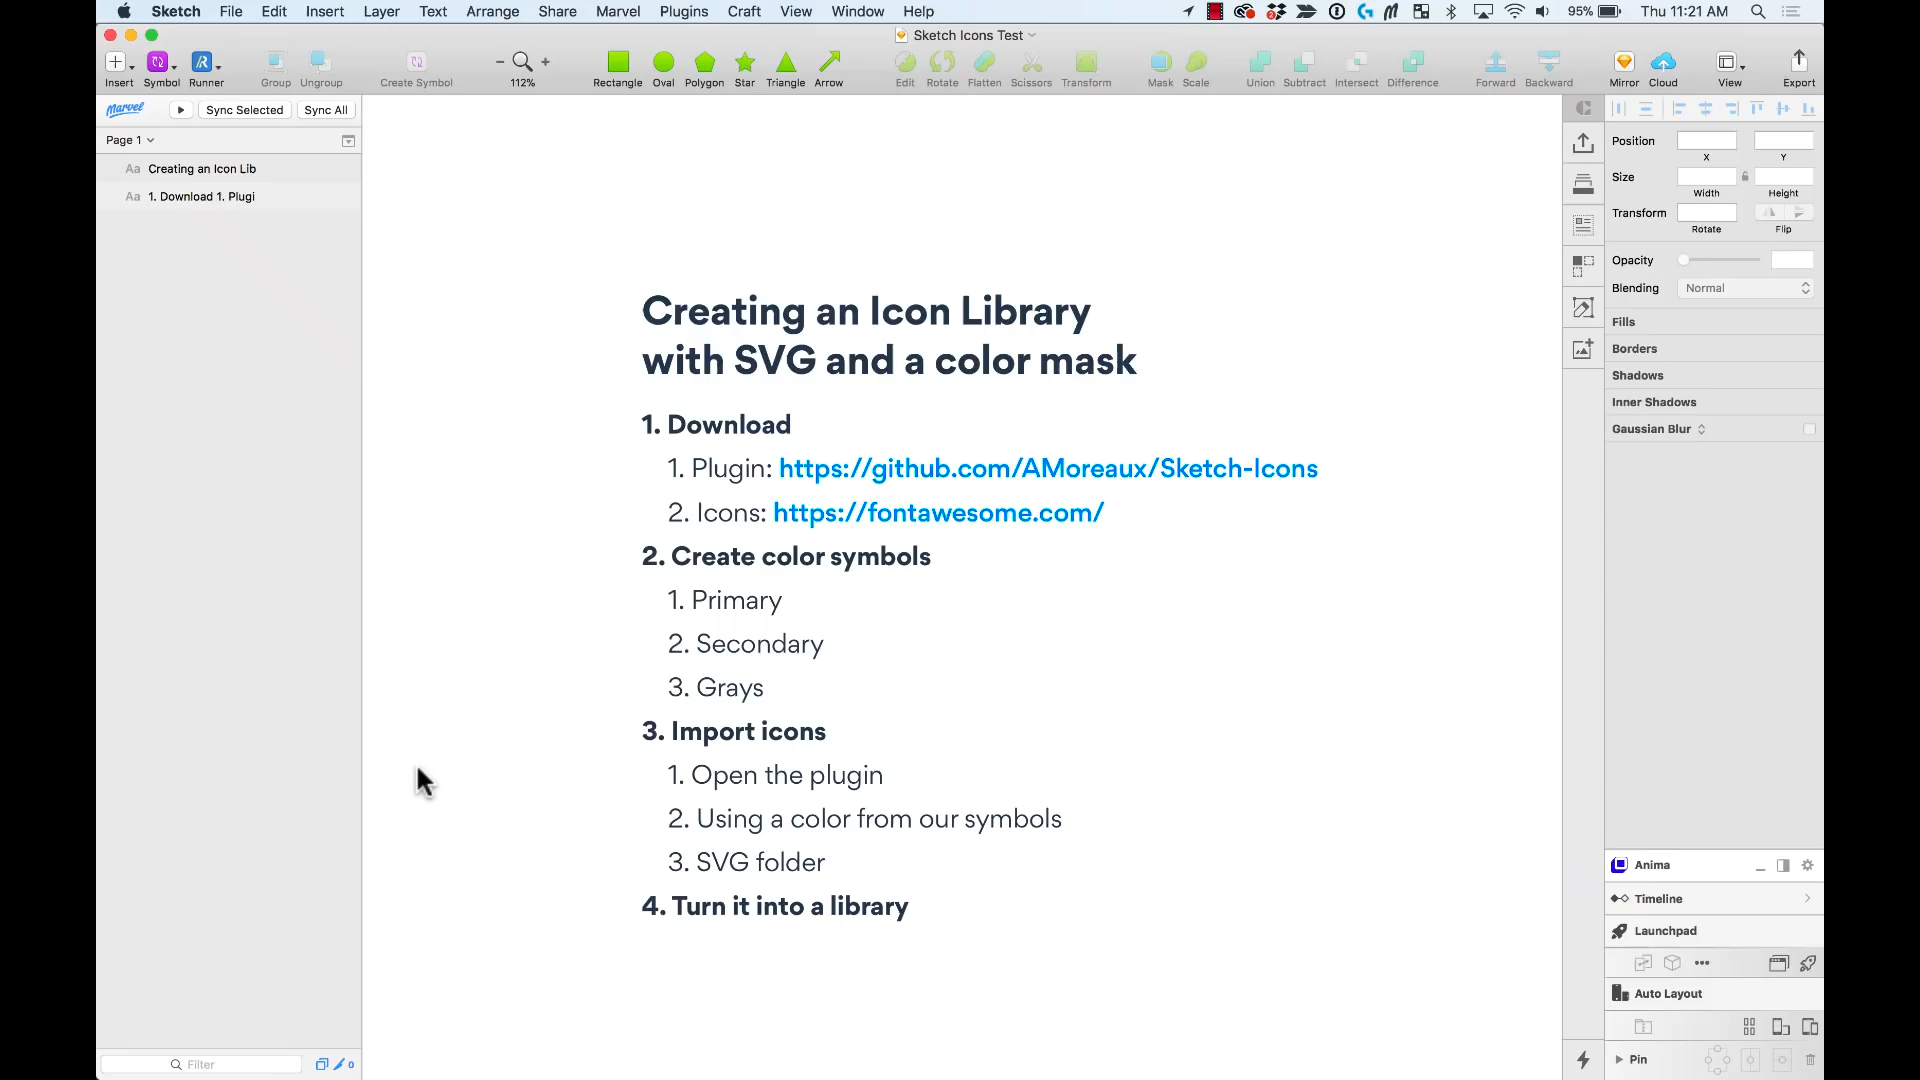 Sketch File Edit Insert Layer Text Arrange Share Marvel Plugins Craft View Window Help 95% Thu 11:21 AM
Sketch Icons Test
Insert Symbol Runner Group Ungroup Create Symbol 112% Rectangle Oval Polygon Star Triangle Arrow Edit Rotate Flatten Scissors Transform Mask Scale Union Subtract Intersect Difference Forward Backward Mirror Cloud View Export
Marvel Sync Selected Sync All
Page 1
Aa Creating an Icon Lib
Aa 1. Download 1. Plugi
Filter 0
Creating an Icon Library
with SVG and a color mask
1. Download
1. Plugin: https://github.com/AMoreaux/Sketch-Icons
2. Icons: https://fontawesome.com/
2. Create color symbols
1. Primary
2. Secondary
3. Grays
3. Import icons
1. Open the plugin
2. Using a color from our symbols
3. SVG folder
4. Turn it into a library
Position
X Y
Size
Width Height
Transform
Rotate Flip
Opacity
Blending Normal
Fills
Borders
Shadows
Inner Shadows
Gaussian Blur
Anima
Timeline
Launchpad
Auto Layout
Pin